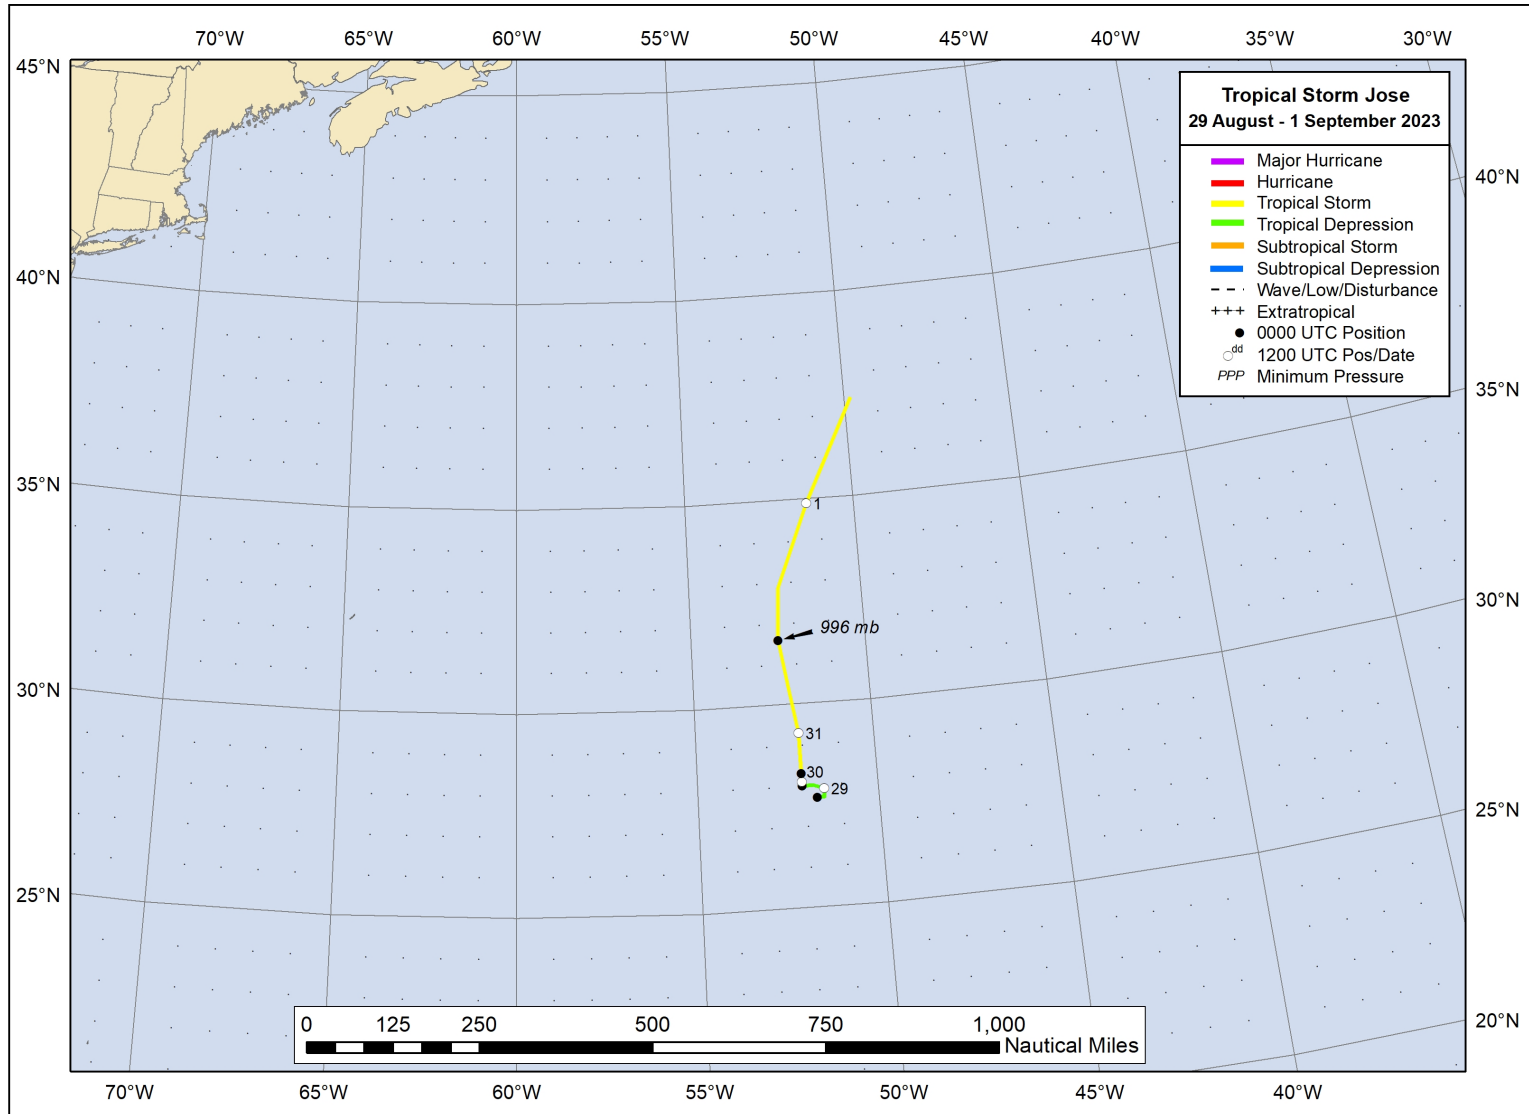 70°W 65°W 60°W 55°W 50°W 45°W 40°W 35°W 30°W
45°N
Tropical Storm Jose
29 August - 1 September 2023
Major Hurricane
Hurricane
Tropical Storm
Tropical Depression
Subtropical Storm
Subtropical Depression
Wave/Low/Disturbance
+++ Extratropical
0000 UTC Position
dd 1200 UTC Pos/Date
PPP Minimum Pressure
40°N
40°N
35°N
35°N
1
30°N
996 mb
30°N
31
30
29
25°N
25°N
20°N
0 125 250 500 750 1,000
Nautical Miles
70°W 65°W 60°W 55°W 50°W 45°W 40°W